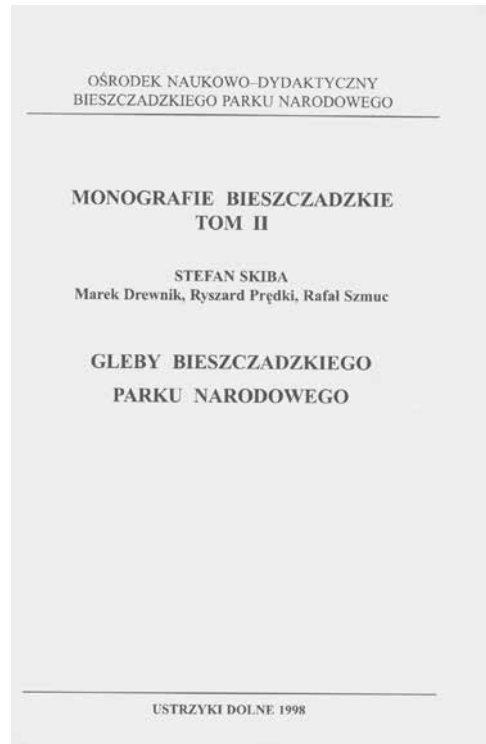 OŚRODEK NAUKOWO–DYDAKTYCZNY
BIESZCZADZKIEGO PARKU NARODOWEGO
MONOGRAFIE BIESZCZADZKIE
TOM II
STEFAN SKIBA
Marek Drewnik, Ryszard Prędki, Rafał Szmuc
GLEBY BIESZCZADZKIEGO
PARKU NARODOWEGO
USTRZYKI DOLNE 1998